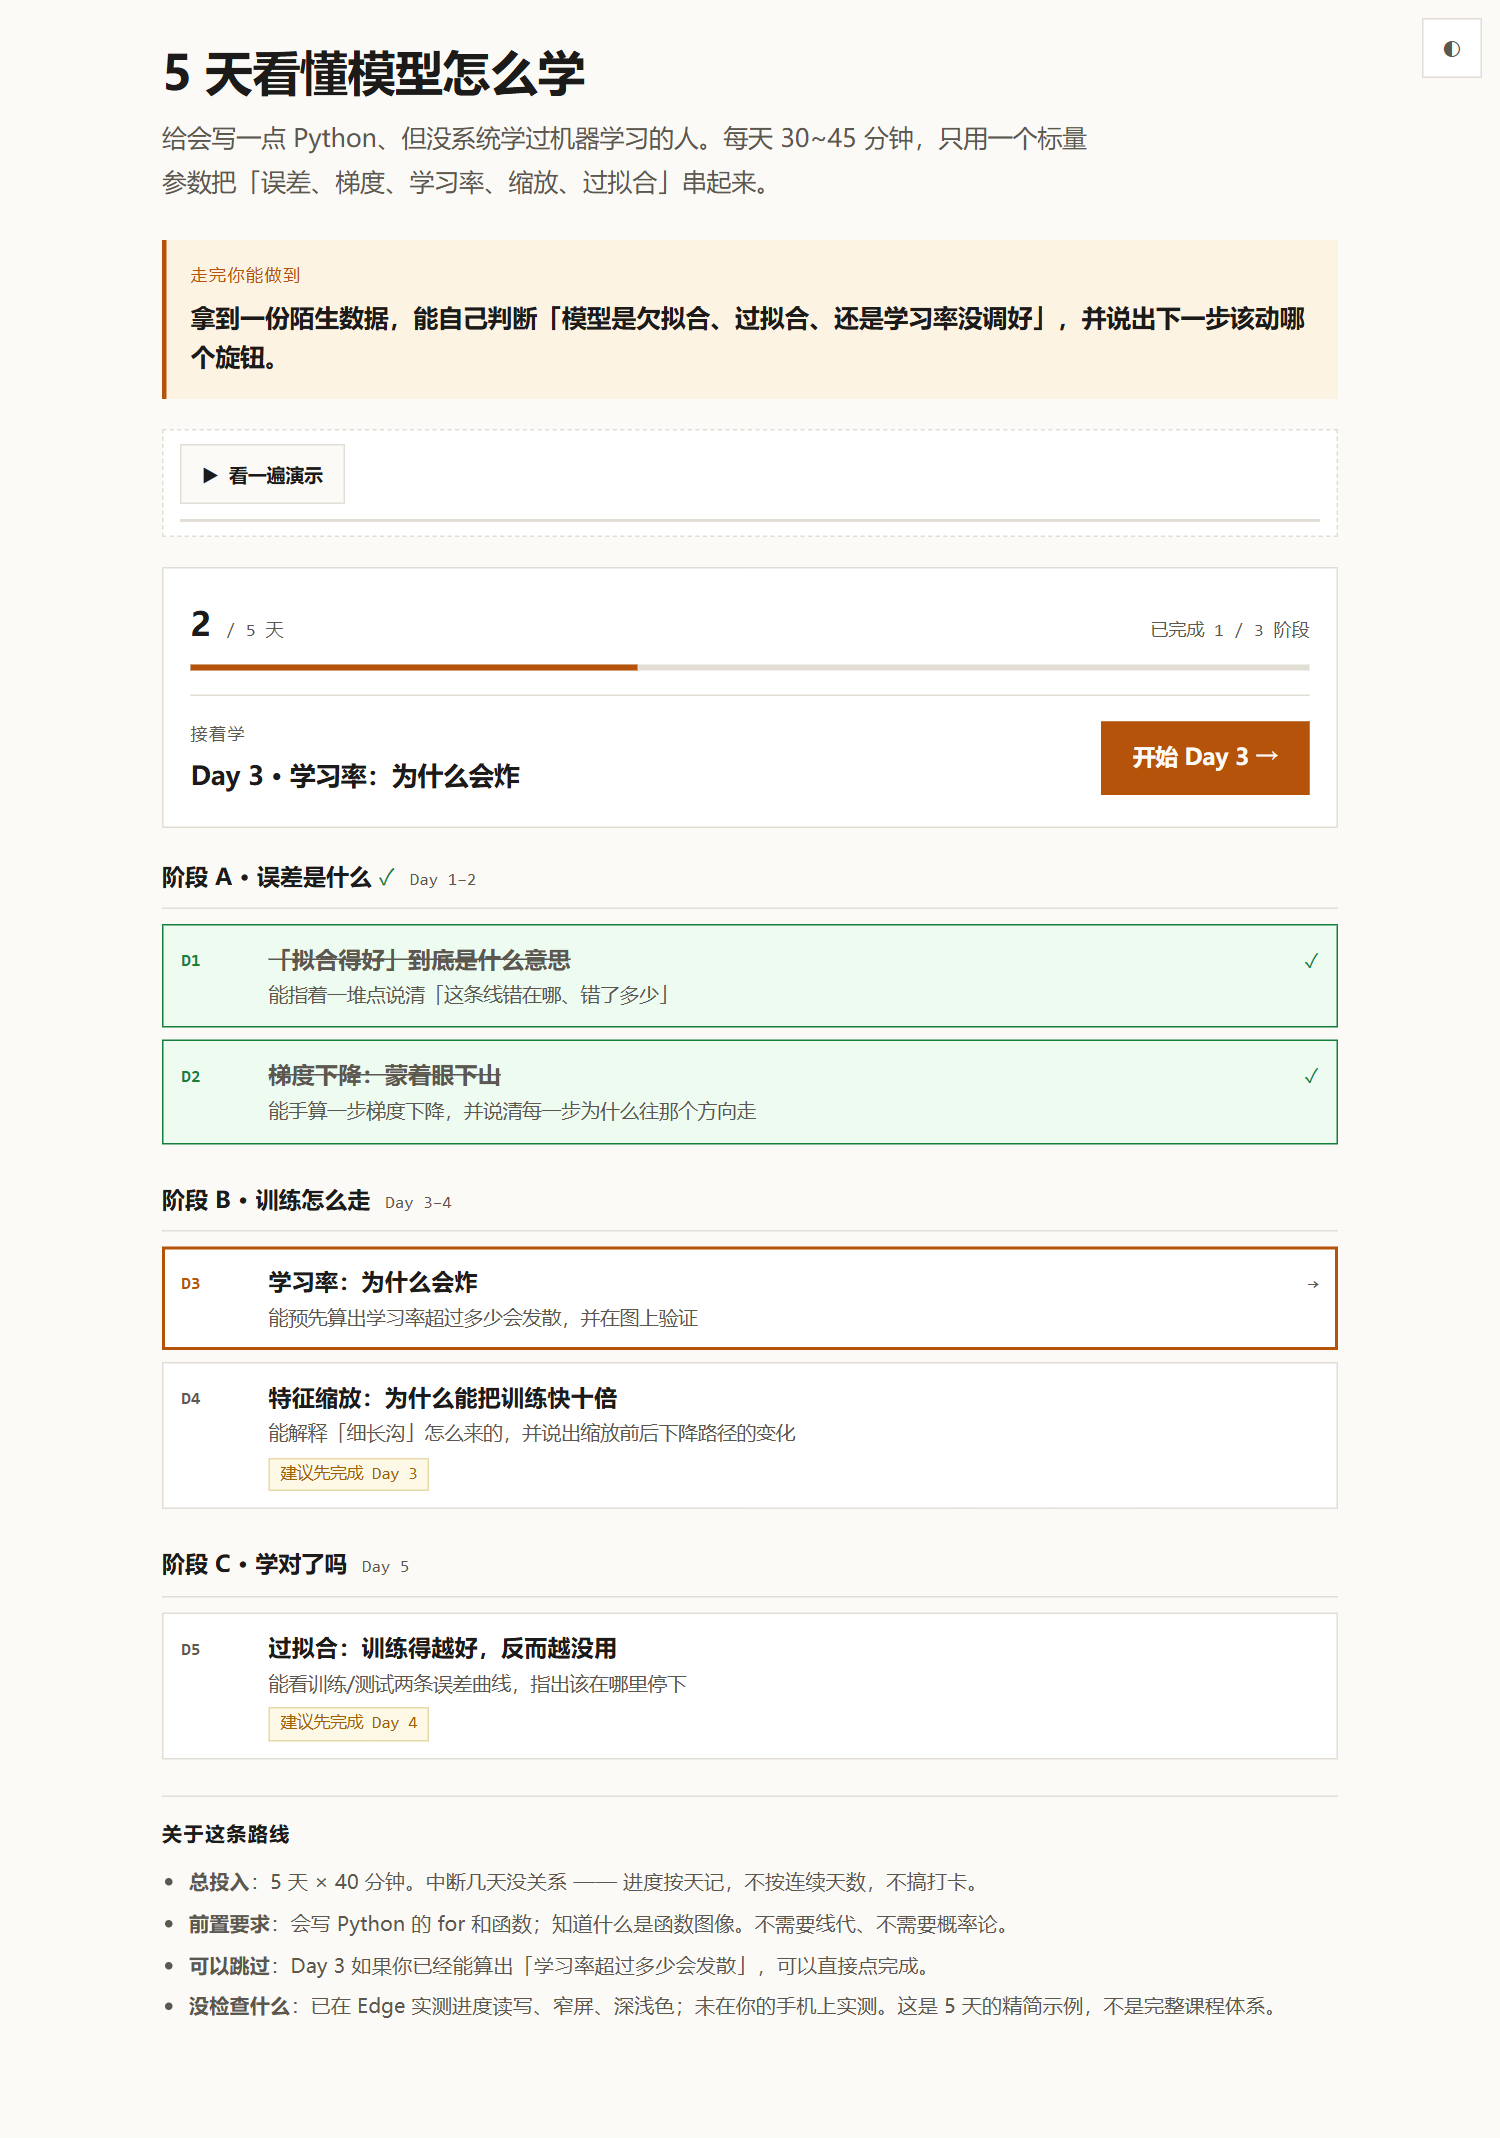 5 天看懂模型怎么学
给会写一点 Python、但没系统学过机器学习的人。每天 30~45 分钟，只用一个标量
参数把「误差、梯度、学习率、缩放、过拟合」串起来。
走完你能做到
拿到一份陌生数据，能自己判断「模型是欠拟合、过拟合、还是学习率没调好」，并说出下一步该动哪
个旋钮。
▶ 看一遍演示
2 / 5 天
已完成 1 / 3 阶段
接着学
Day 3 · 学习率：为什么会炸
开始 Day 3 →
阶段 A · 误差是什么 ✓ Day 1–2
D1 「拟合得好」到底是什么意思 ✓
能指着一堆点说清「这条线错在哪、错了多少」
D2 梯度下降：蒙着眼下山 ✓
能手算一步梯度下降，并说清每一步为什么往那个方向走
阶段 B · 训练怎么走 Day 3–4
D3 学习率：为什么会炸 →
能预先算出学习率超过多少会发散，并在图上验证
D4 特征缩放：为什么能把训练快十倍
能解释「细长沟」怎么来的，并说出缩放前后下降路径的变化
建议先完成 Day 3
阶段 C · 学对了吗 Day 5
D5 过拟合：训练得越好，反而越没用
能看训练/测试两条误差曲线，指出该在哪里停下
建议先完成 Day 4
关于这条路线
• 总投入：5 天 × 40 分钟。中断几天没关系 —— 进度按天记，不按连续天数，不搞打卡。
• 前置要求：会写 Python 的 for 和函数；知道什么是函数图像。不需要线代、不需要概率论。
• 可以跳过：Day 3 如果你已经能算出「学习率超过多少会发散」，可以直接点完成。
• 没检查什么：已在 Edge 实测进度读写、窄屏、深浅色；未在你的手机上实测。这是 5 天的精简示例，不是完整课程体系。